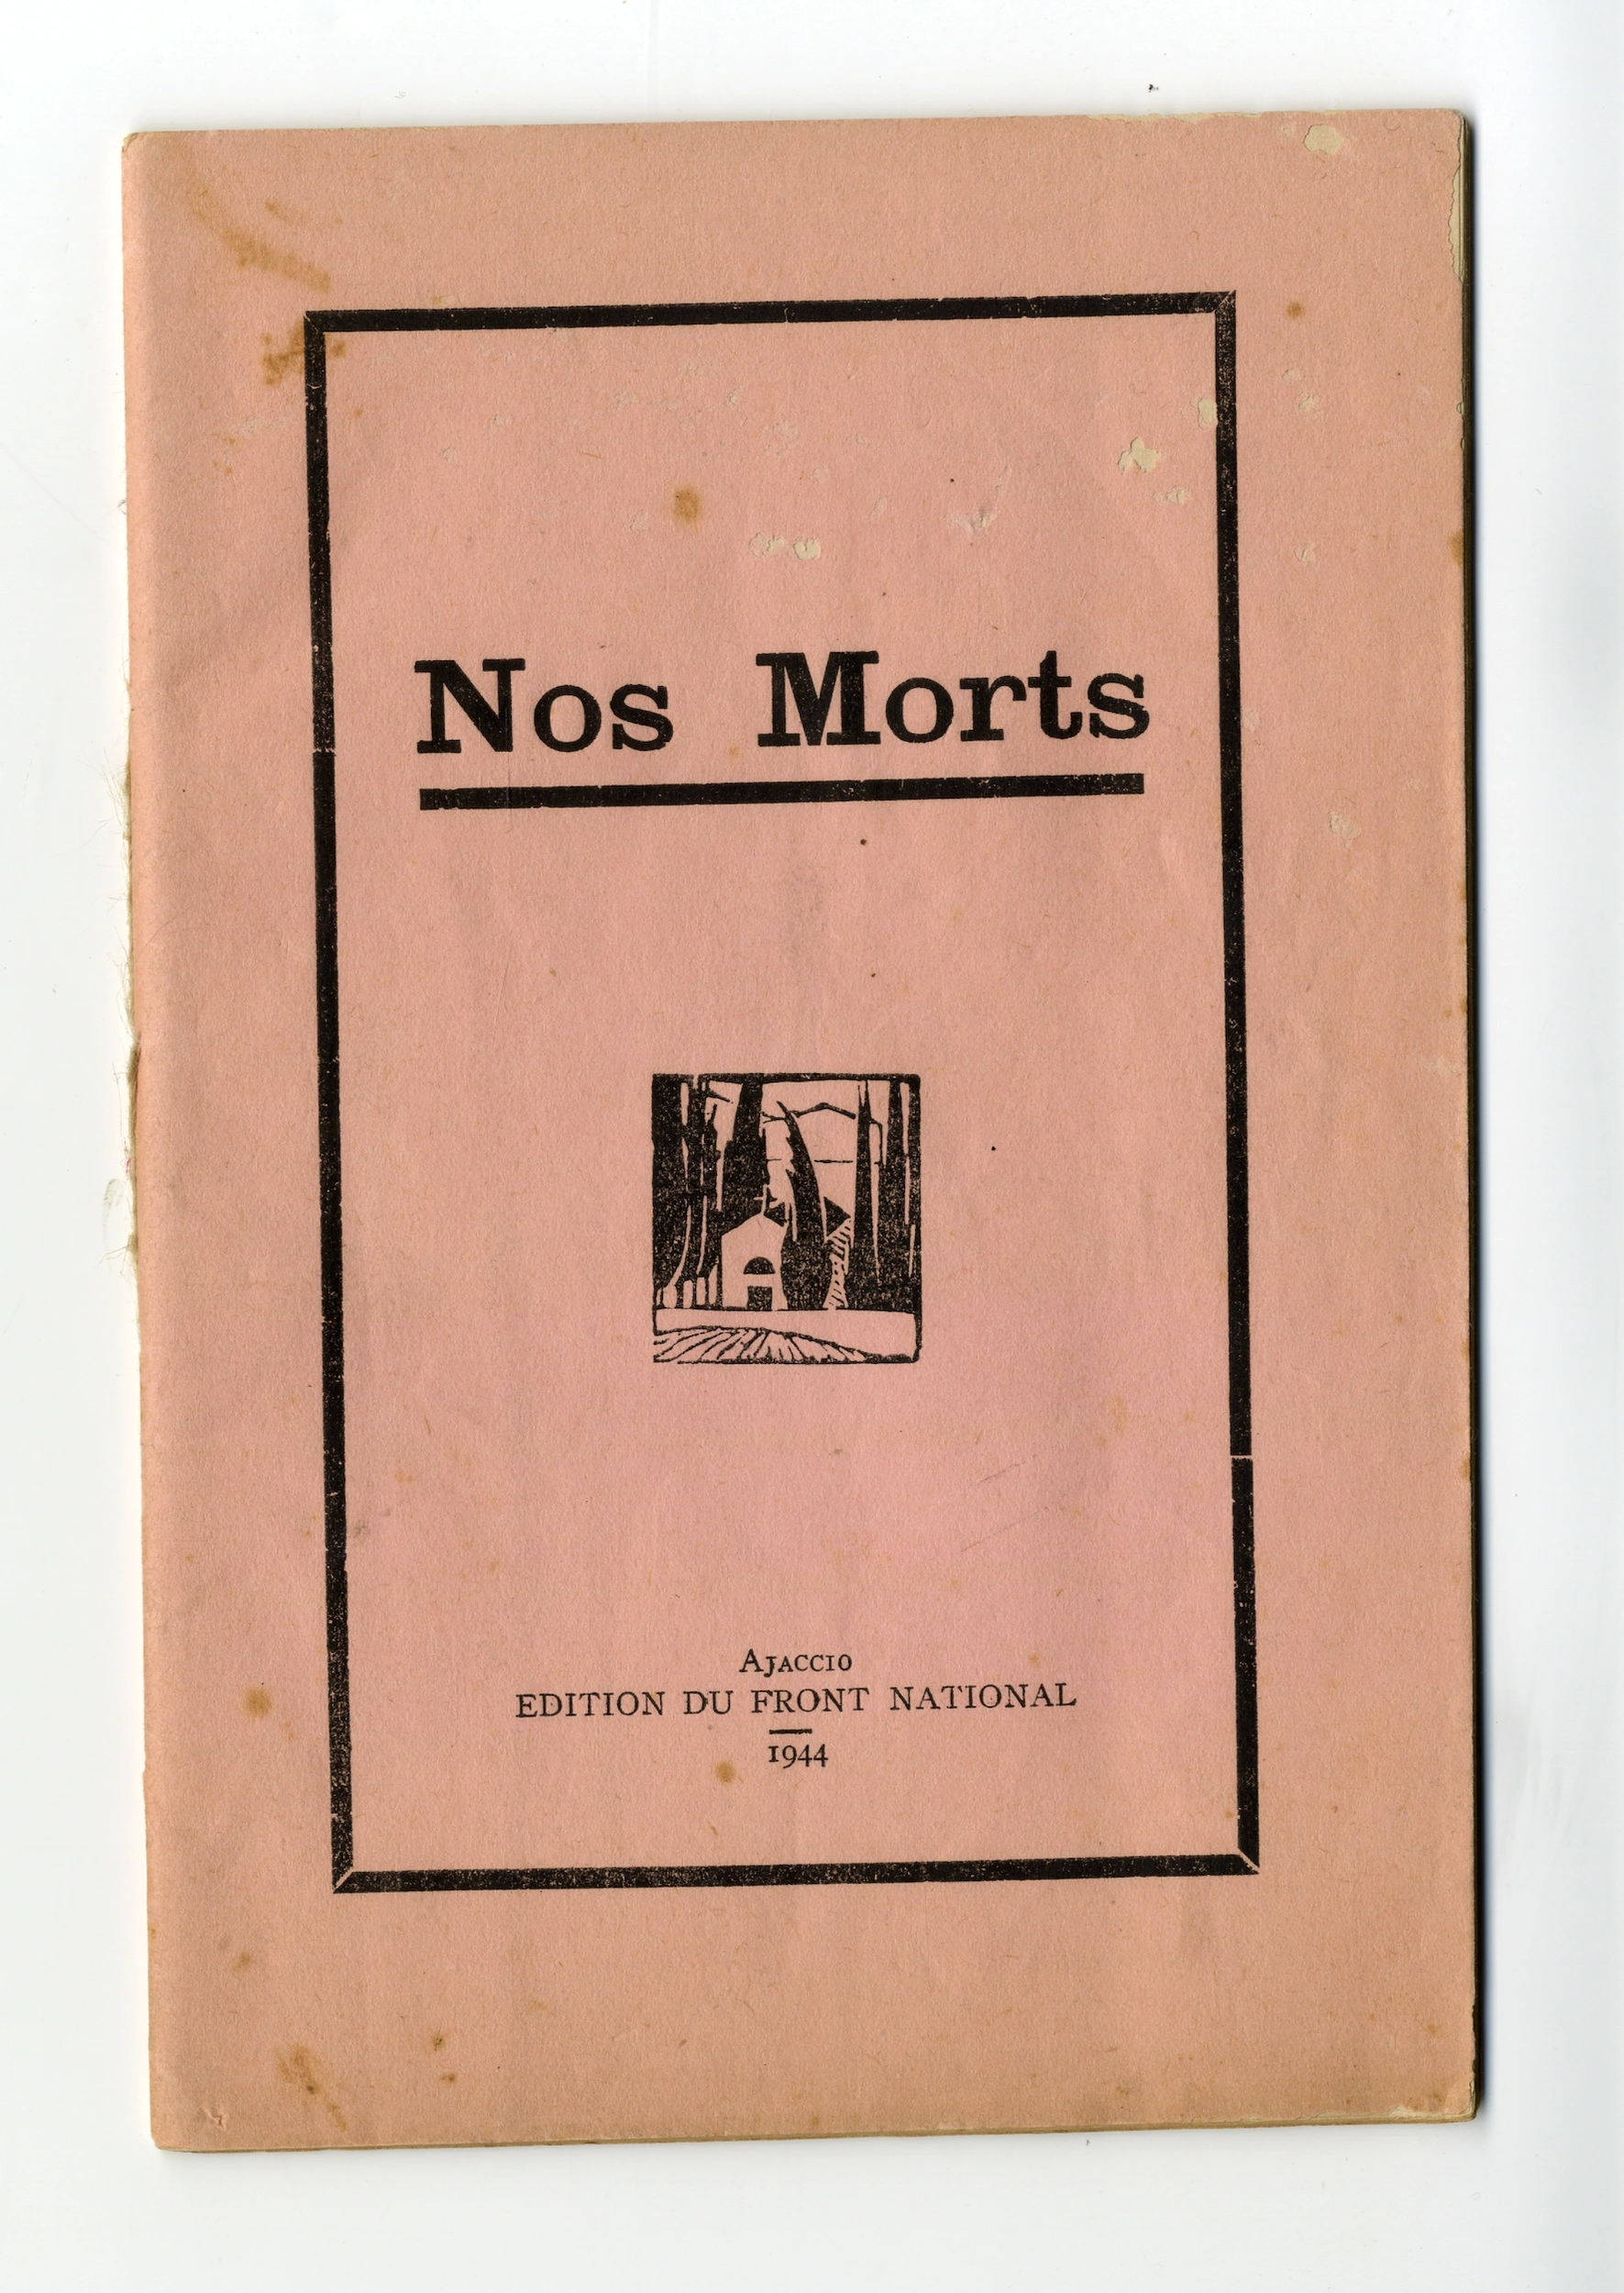 Nos Morts
AJACCIO
EDITION DU FRONT NATIONAL
1944